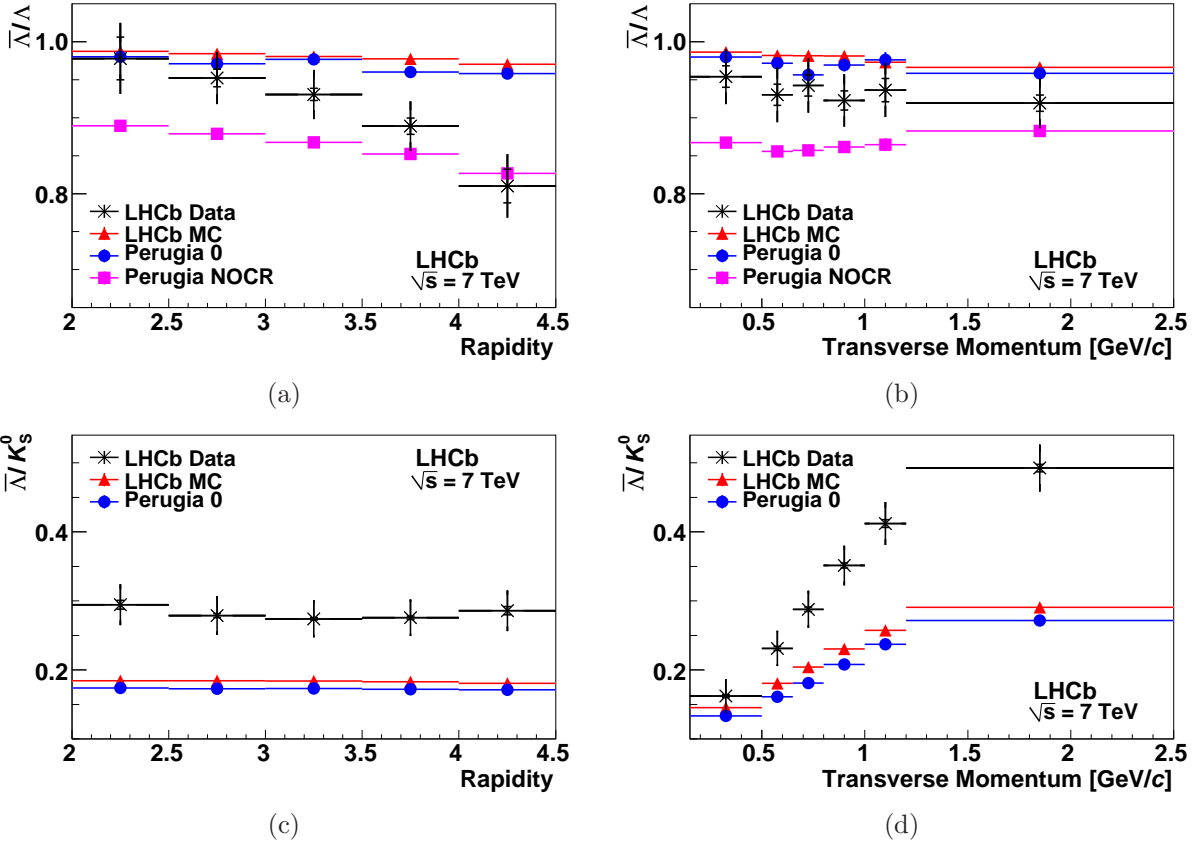 Λ̅/Λ
1.0
0.8
LHCb Data
LHCb MC
Perugia 0
Perugia NOCR
LHCb
√s = 7 TeV
2 2.5 3 3.5 4 4.5
Rapidity
(a)
Λ̅/Λ
1.0
0.8
LHCb Data
LHCb MC
Perugia 0
Perugia NOCR
LHCb
√s = 7 TeV
0.5 1 1.5 2 2.5
Transverse Momentum [GeV/c]
(b)
Λ̅/K⁰S
0.4
0.2
LHCb Data
LHCb MC
Perugia 0
LHCb
√s = 7 TeV
2 2.5 3 3.5 4 4.5
Rapidity
(c)
Λ̅/K⁰S
0.4
0.2
LHCb Data
LHCb MC
Perugia 0
LHCb
√s = 7 TeV
0.5 1 1.5 2 2.5
Transverse Momentum [GeV/c]
(d)